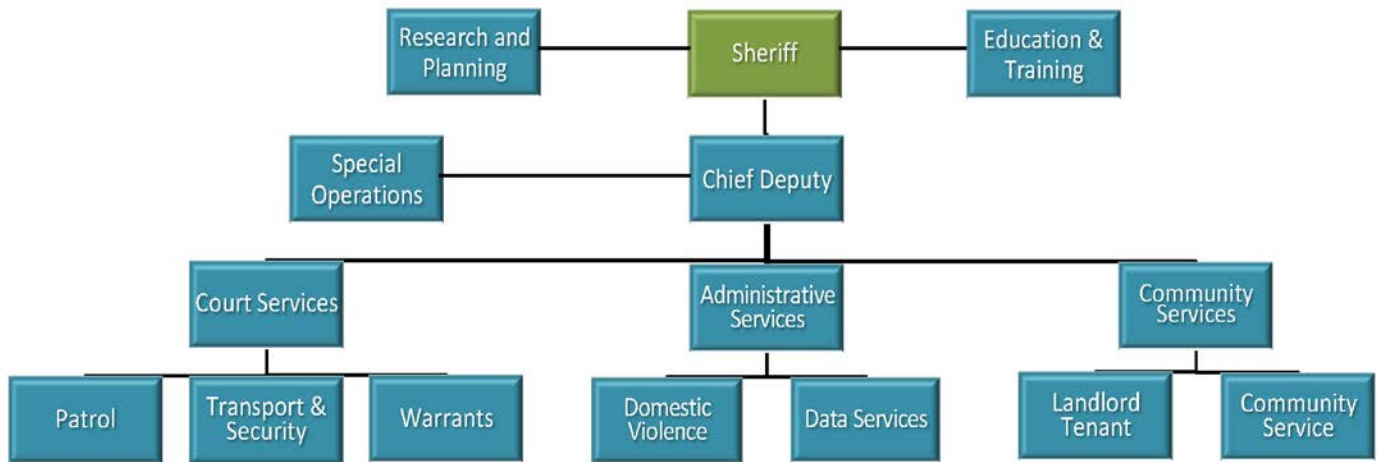 Research and
Planning
Sheriff
Education &
Training
Special
Operations
Chief Deputy
Court Services
Administrative
Services
Community
Services
Patrol
Transport &
Security
Warrants
Domestic
Violence
Data Services
Landlord
Tenant
Community
Service